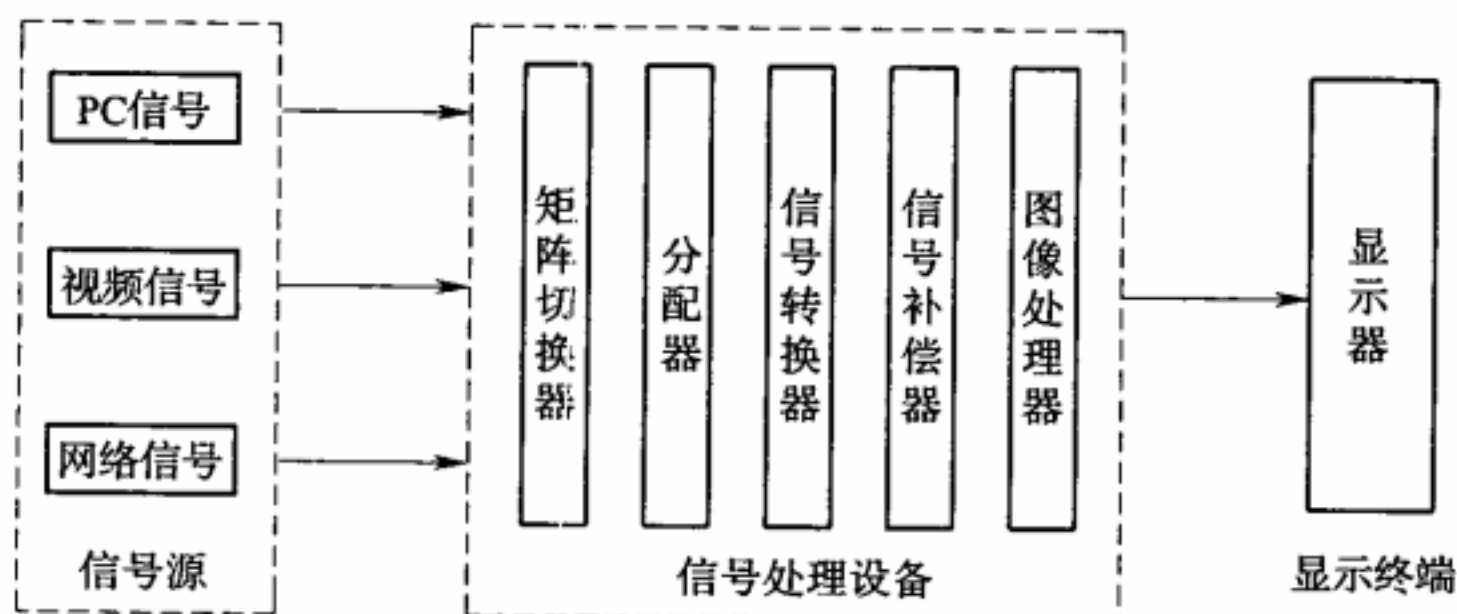 PC信号
视频信号
网络信号
信号源
矩阵切换器
分配器
信号转换器
信号补偿器
图像处理器
信号处理设备
显示器
显示终端